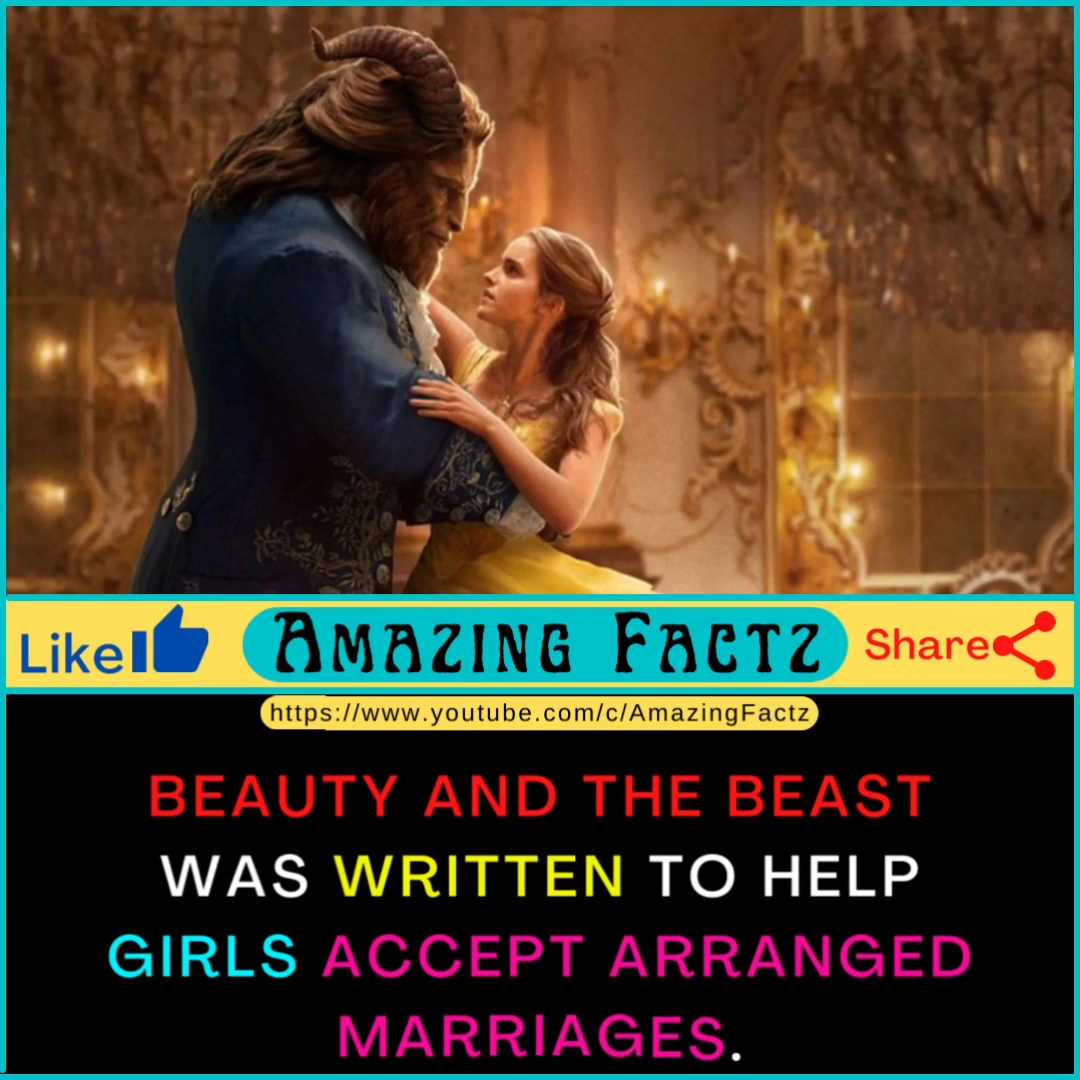 Like
Amazing Factz
Share
https://www.youtube.com/c/AmazingFactz
BEAUTY AND THE BEAST
WAS WRITTEN TO HELP
GIRLS ACCEPT ARRANGED
MARRIAGES.